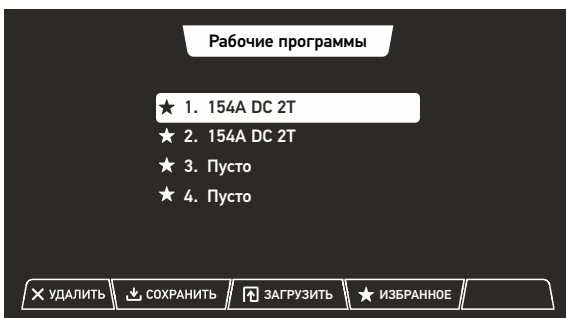 Рабочие программы
★ 1. 154A DC 2T
★ 2. 154A DC 2T
★ 3. Пусто
★ 4. Пусто
УДАЛИТЬ СОХРАНИТЬ ЗАГРУЗИТЬ ★ ИЗБРАННОЕ